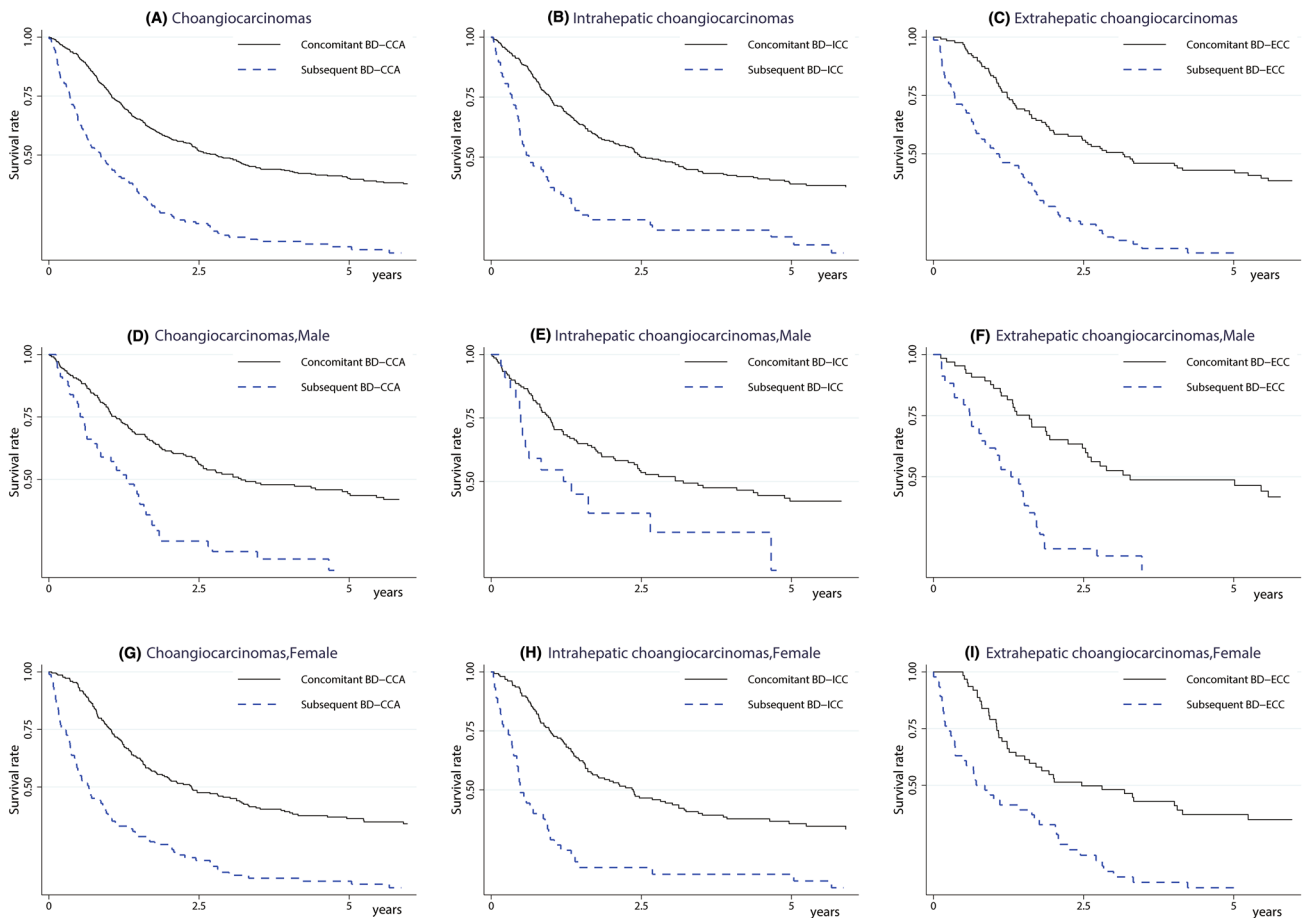 (A) Choangiocarcinomas
Survival rate
1.00
0.75
0.50
Concomitant BD–CCA
Subsequent BD–CCA
0 2.5 5
years
(B) Intrahepatic choangiocarcinomas
Survival rate
1.00
0.75
0.50
Concomitant BD–ICC
Subsequent BD–ICC
0 2.5 5
years
(C) Extrahepatic choangiocarcinomas
Survival rate
1.00
0.75
0.50
Concomitant BD–ECC
Subsequent BD–ECC
0 2.5 5
years
(D) Choangiocarcinomas,Male
Survival rate
1.00
0.75
0.50
Concomitant BD–CCA
Subsequent BD–CCA
0 2.5 5
years
(E) Intrahepatic choangiocarcinomas,Male
Survival rate
1.00
0.75
0.50
Concomitant BD–ICC
Subsequent BD–ICC
0 2.5 5
years
(F) Extrahepatic choangiocarcinomas,Male
Survival rate
1.00
0.75
0.50
Concomitant BD–ECC
Subsequent BD–ECC
0 2.5 5
years
(G) Choangiocarcinomas,Female
Survival rate
1.00
0.75
0.50
Concomitant BD–CCA
Subsequent BD–CCA
0 2.5 5
years
(H) Intrahepatic choangiocarcinomas,Female
Survival rate
1.00
0.75
0.50
Concomitant BD–ICC
Subsequent BD–ICC
0 2.5 5
years
(I) Extrahepatic choangiocarcinomas,Female
Survival rate
1.00
0.75
0.50
Concomitant BD–ECC
Subsequent BD–ECC
0 2.5 5
years